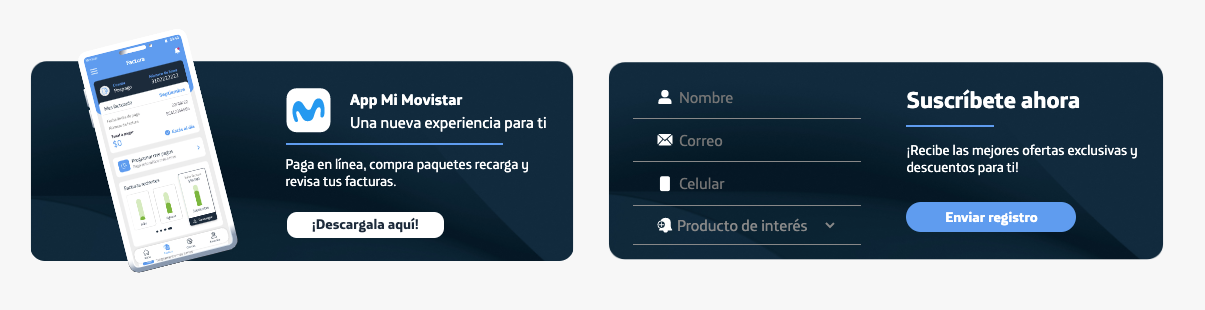 Factura
Pospago
Septiembre
$0
App Mi Movistar
Una nueva experiencia para ti
Paga en línea, compra paquetes recarga y
revisa tus facturas.
¡Descargala aquí!
Nombre
Correo
Celular
Producto de interés
Suscríbete ahora
¡Recibe las mejores ofertas exclusivas y
descuentos para ti!
Enviar registro